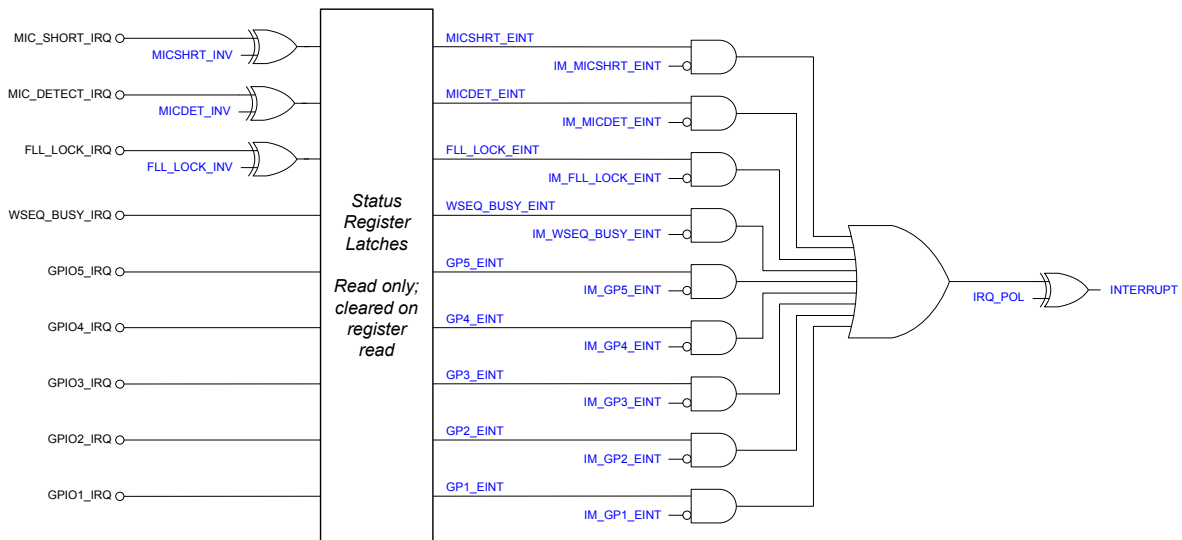 MIC_SHORT_IRQ
MICSHRT_INV
MICSHRT_EINT
IM_MICSHRT_EINT
MIC_DETECT_IRQ
MICDET_INV
MICDET_EINT
IM_MICDET_EINT
FLL_LOCK_IRQ
FLL_LOCK_INV
FLL_LOCK_EINT
IM_FLL_LOCK_EINT
WSEQ_BUSY_IRQ
WSEQ_BUSY_EINT
IM_WSEQ_BUSY_EINT
Status
Register
Latches
Read only;
cleared on
register
read
GPIO5_IRQ
GP5_EINT
IM_GP5_EINT
GPIO4_IRQ
GP4_EINT
IM_GP4_EINT
GPIO3_IRQ
GP3_EINT
IM_GP3_EINT
GPIO2_IRQ
GP2_EINT
IM_GP2_EINT
GPIO1_IRQ
GP1_EINT
IM_GP1_EINT
IRQ_POL
INTERRUPT